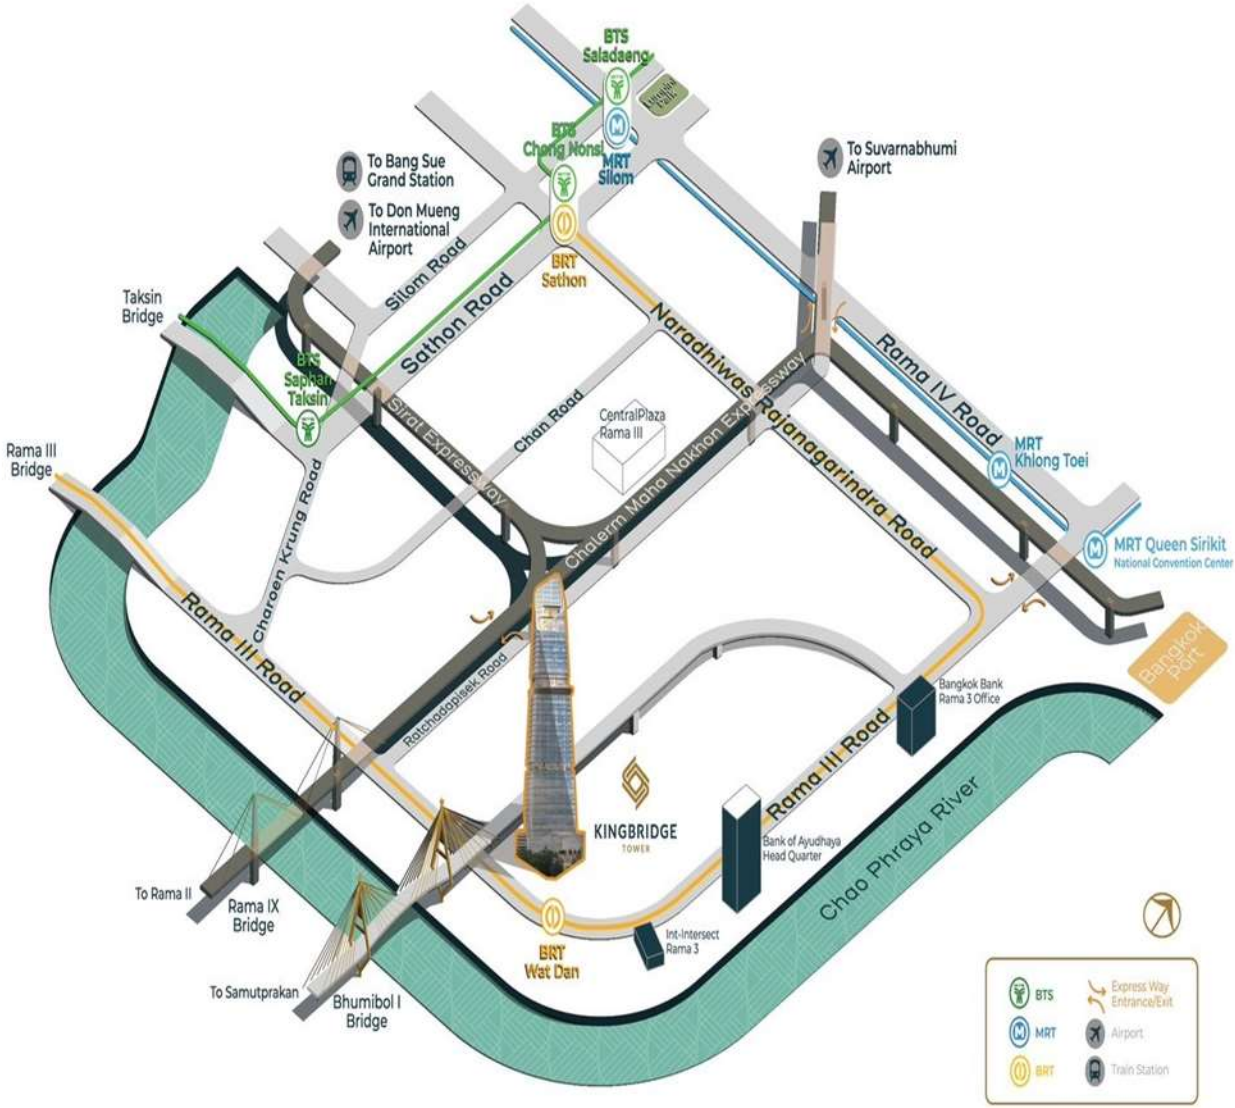 BTS
Saladaeng
Lumpini
Park
BTS
Chong Nonsi
MRT
Silom
To Suvarnabhumi
Airport
To Bang Sue
Grand Station
To Don Mueng
International
Airport
BRT
Sathon
Silom Road
Sathon Road
Taksin
Bridge
BTS
Saphan
Taksin
Naradhiwas Rajanagarindra Road
Rama IV Road
Sirat Expressway
Chan Road
CentralPlaza
Rama III
Chalerm Maha Nakhon Expressway
MRT
Khlong Toei
Rama III
Bridge
Charoen Krung Road
MRT Queen Sirikit
National Convention Center
Rama III Road
Ratchadapisek Road
Bangkok
Port
Bangkok Bank
Rama 3 Office
Rama III Road
KINGBRIDGE
TOWER
Bank of Ayudhaya
Head Quarter
Chao Phraya River
To Rama II
Rama IX
Bridge
BRT
Wat Dan
Int-Intersect
Rama 3
To Samutprakan
Bhumibol I
Bridge
BTS
Express Way
Entrance/Exit
MRT
Airport
BRT
Train Station